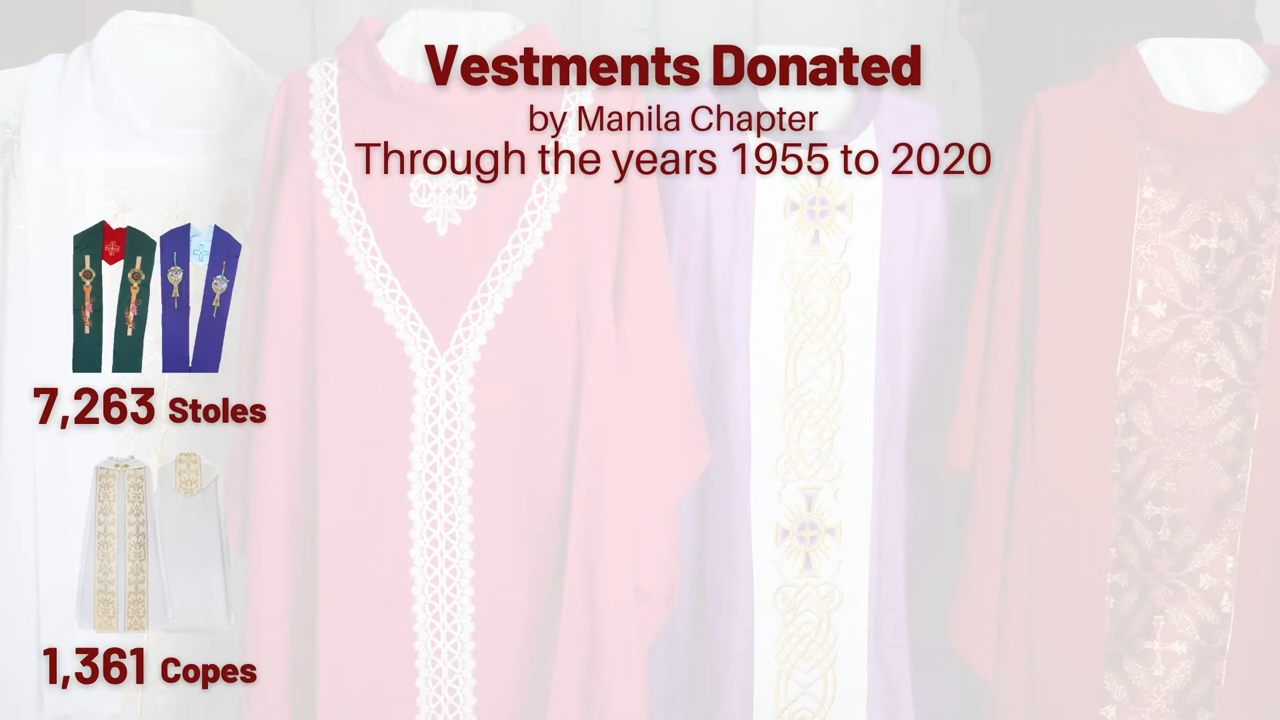 Vestments Donated
by Manila Chapter
Through the years 1955 to 2020
7,263 Stoles
1,361 Copes